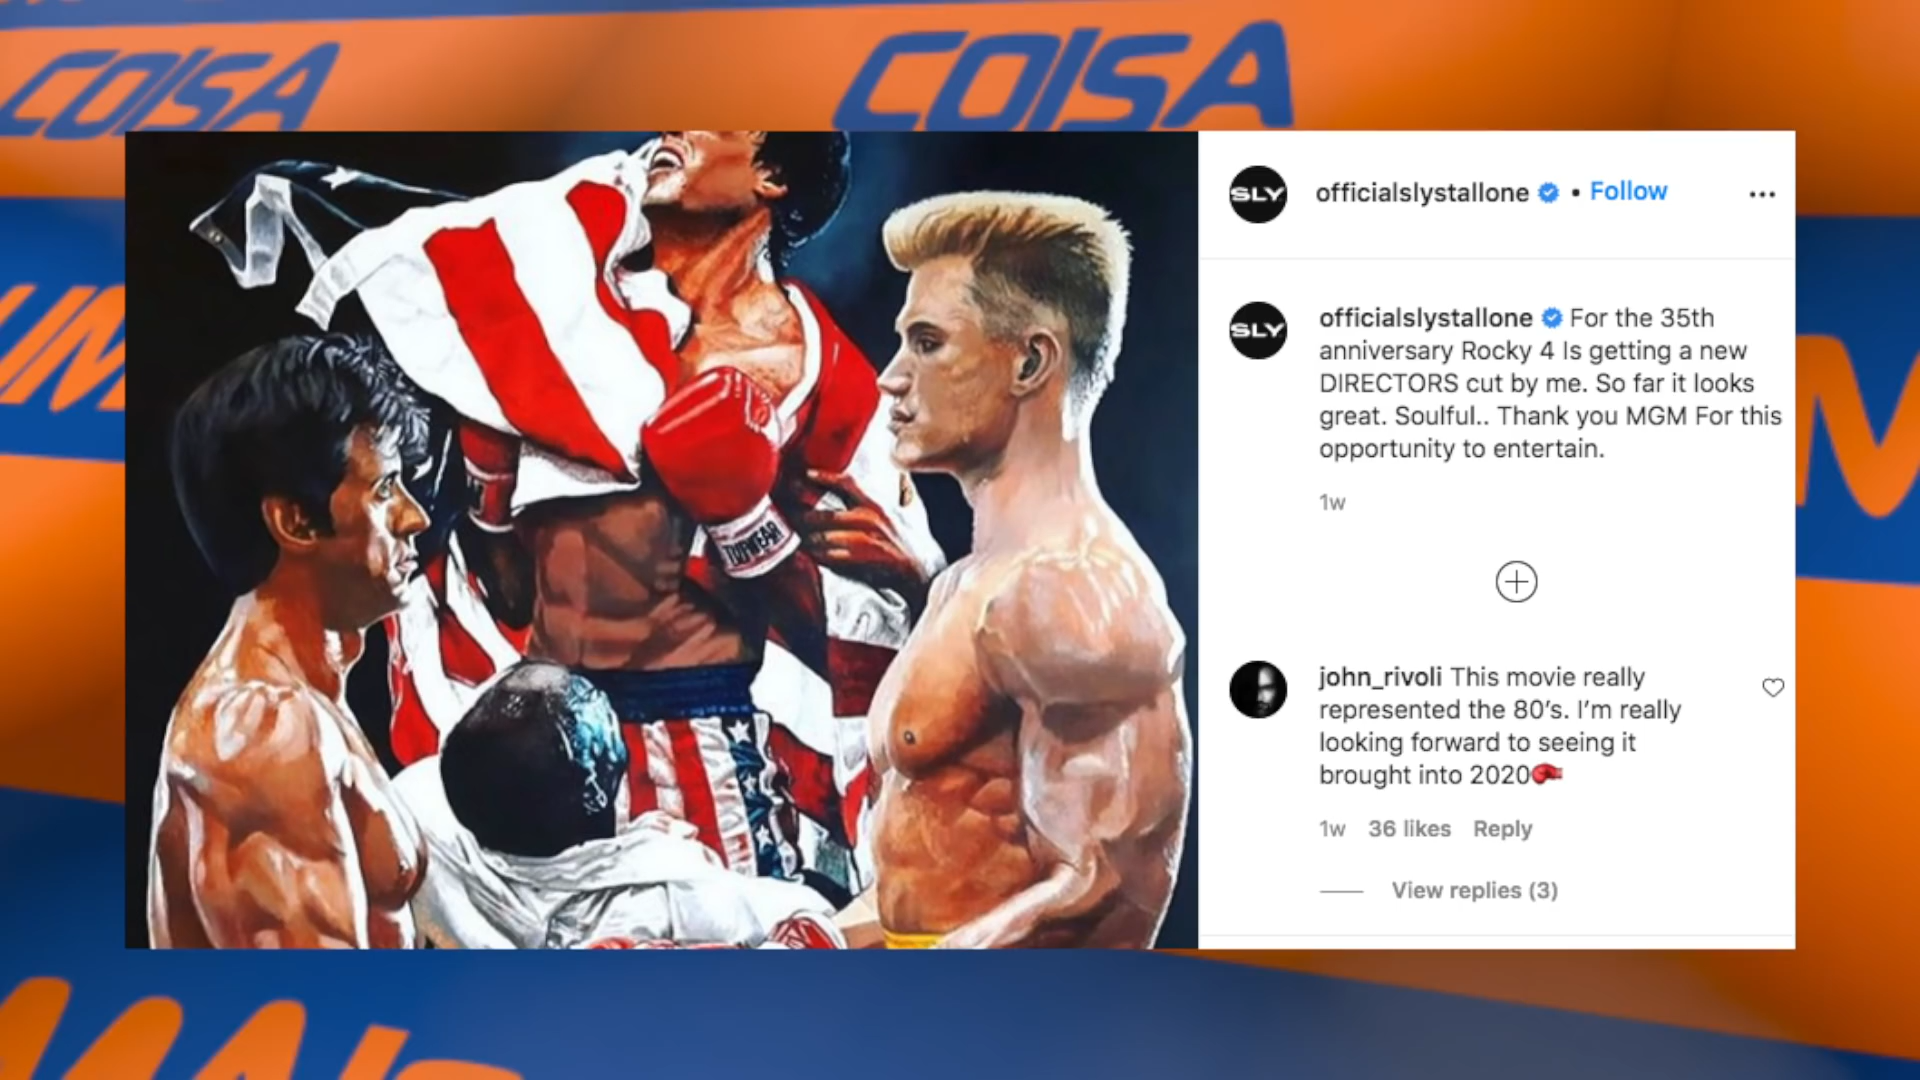 COISA
COISA
officialslystallone • Follow
officialslystallone For the 35th
anniversary Rocky 4 Is getting a new
DIRECTORS cut by me. So far it looks
great. Soulful.. Thank you MGM For this
opportunity to entertain.
1w
john_rivoli This movie really
represented the 80's. I'm really
looking forward to seeing it
brought into 2020🥊
1w 36 likes Reply
View replies (3)
SLY
SLY
UM